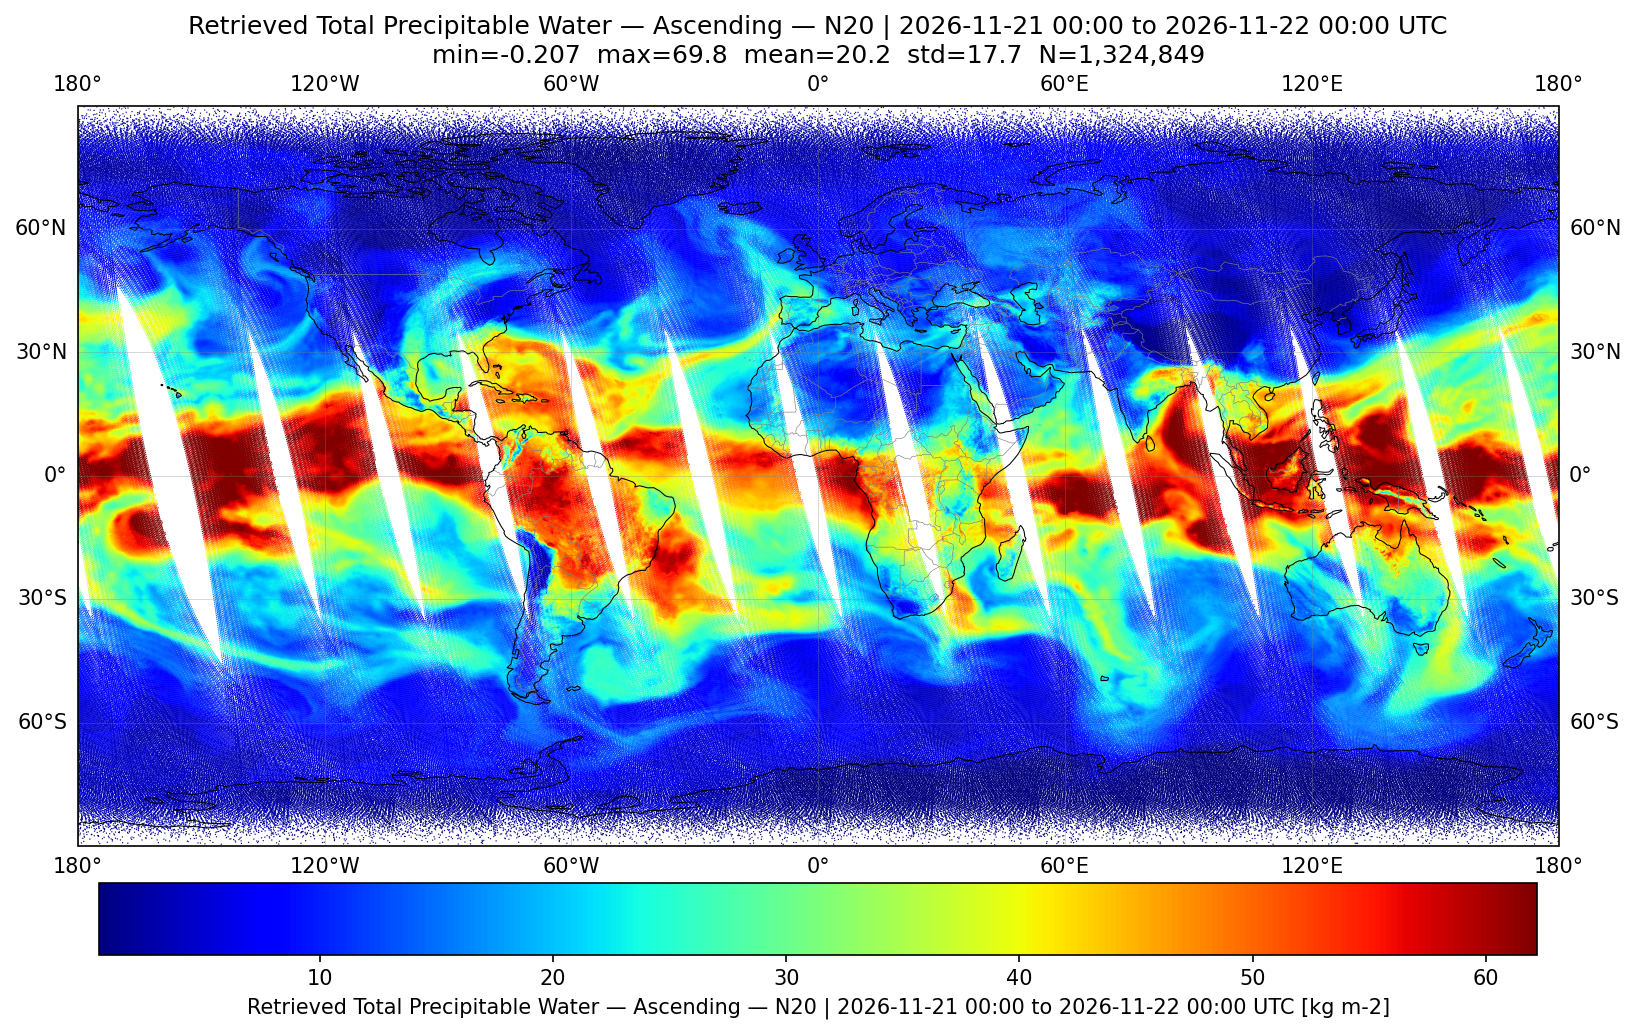 Retrieved Total Precipitable Water — Ascending — N20 | 2026-11-21 00:00 to 2026-11-22 00:00 UTC
min=-0.207 max=69.8 mean=20.2 std=17.7 N=1,324,849
180° 120°W 60°W 0° 60°E 120°E 180°
60°N 60°N
30°N 30°N
0° 0°
30°S 30°S
60°S 60°S
180° 120°W 60°W 0° 60°E 120°E 180°
10 20 30 40 50 60
Retrieved Total Precipitable Water — Ascending — N20 | 2026-11-21 00:00 to 2026-11-22 00:00 UTC [kg m-2]